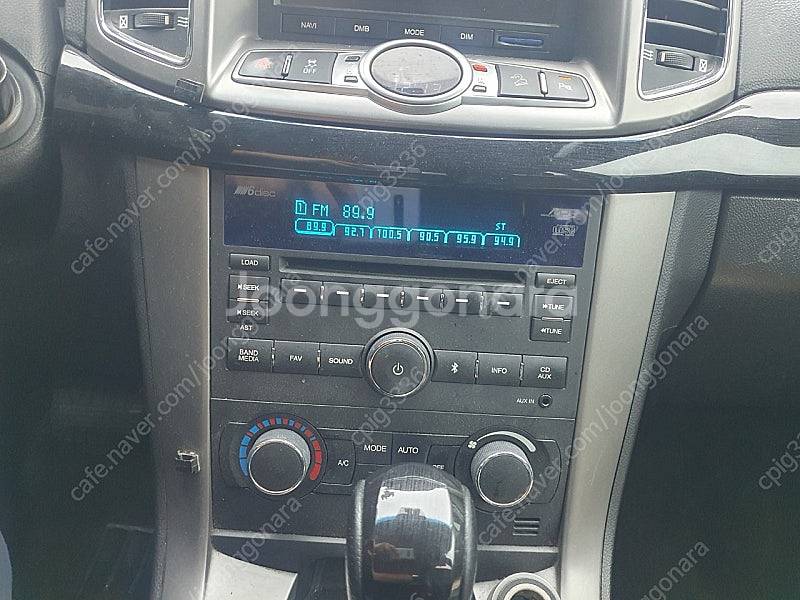 NAVI DMB MODE DIM
OFF
6disc
1 FM 89.9
ST
89.9 92.7 100.5 90.5 95.9 94.9
LOAD EJECT
SEEK TUNE
SEEK TUNE
AST
BAND MEDIA FAV SOUND INFO CD AUX
AUX IN
MODE AUTO
A/C OFF
Joonggonara
cafe.naver.com/joonggonara
cpig3336